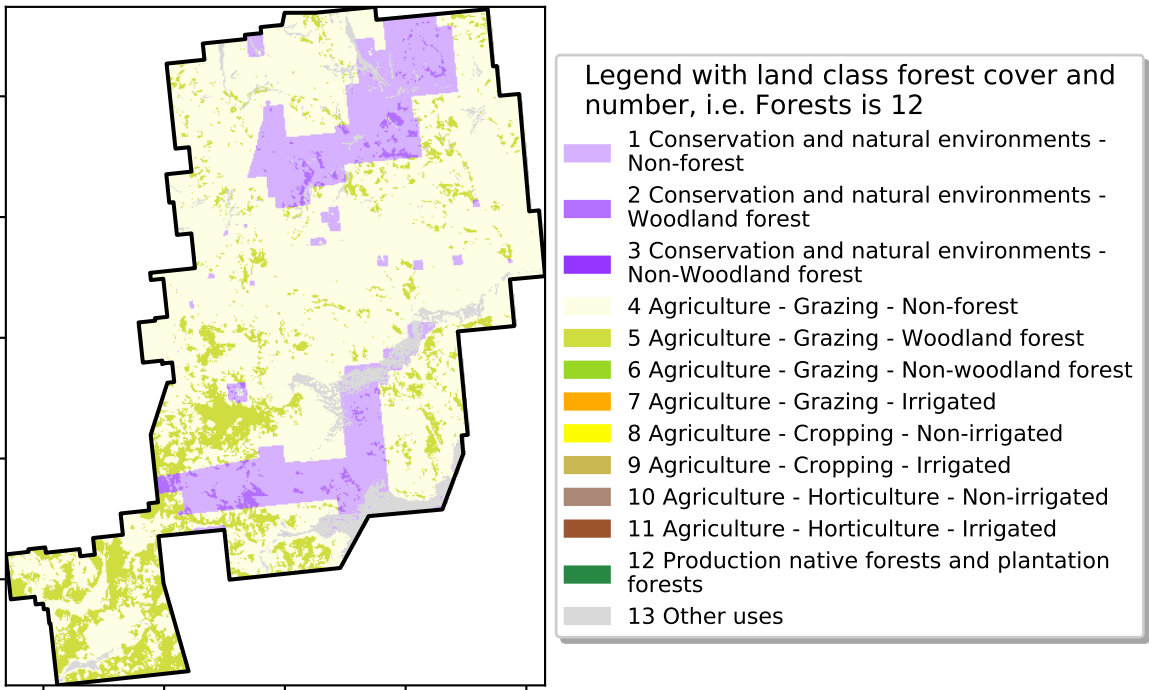 Legend with land class forest cover and
number, i.e. Forests is 12
1 Conservation and natural environments -
Non-forest
2 Conservation and natural environments -
Woodland forest
3 Conservation and natural environments -
Non-Woodland forest
4 Agriculture - Grazing - Non-forest
5 Agriculture - Grazing - Woodland forest
6 Agriculture - Grazing - Non-woodland forest
7 Agriculture - Grazing - Irrigated
8 Agriculture - Cropping - Non-irrigated
9 Agriculture - Cropping - Irrigated
10 Agriculture - Horticulture - Non-irrigated
11 Agriculture - Horticulture - Irrigated
12 Production native forests and plantation
forests
13 Other uses